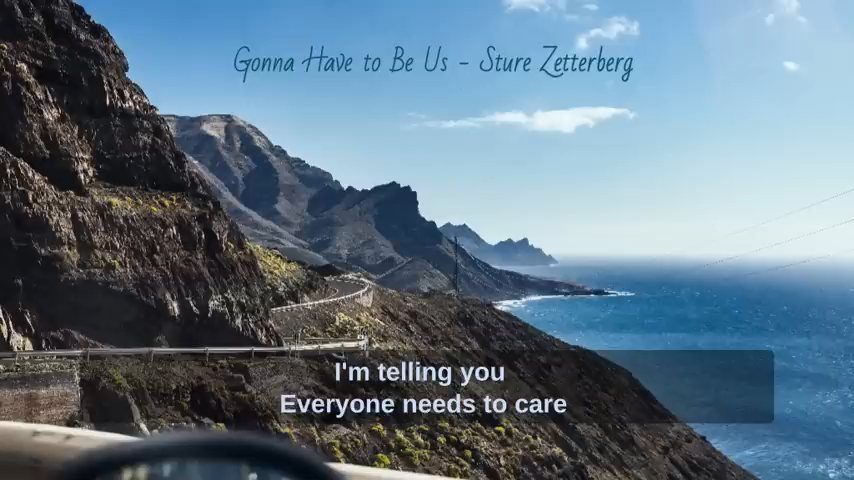 Gonna Have to Be Us - Sture Zetterberg
I'm telling you
Everyone needs to care